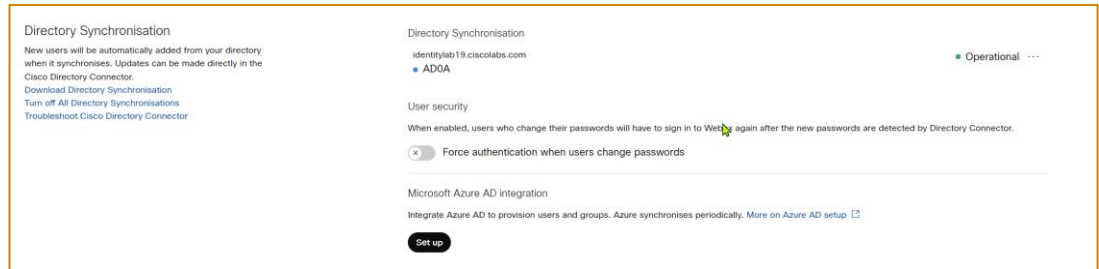 Directory Synchronisation
New users will be automatically added from your directory
when it synchronises. Updates can be made directly in the
Cisco Directory Connector.
Download Directory Synchronisation
Turn off All Directory Synchronisations
Troubleshoot Cisco Directory Connector
Directory Synchronisation
identitylab19.ciscolabs.com
AD0A
Operational ...
User security
When enabled, users who change their passwords will have to sign in to Webex again after the new passwords are detected by Directory Connector.
Force authentication when users change passwords
Microsoft Azure AD integration
Integrate Azure AD to provision users and groups. Azure synchronises periodically. More on Azure AD setup
Set up